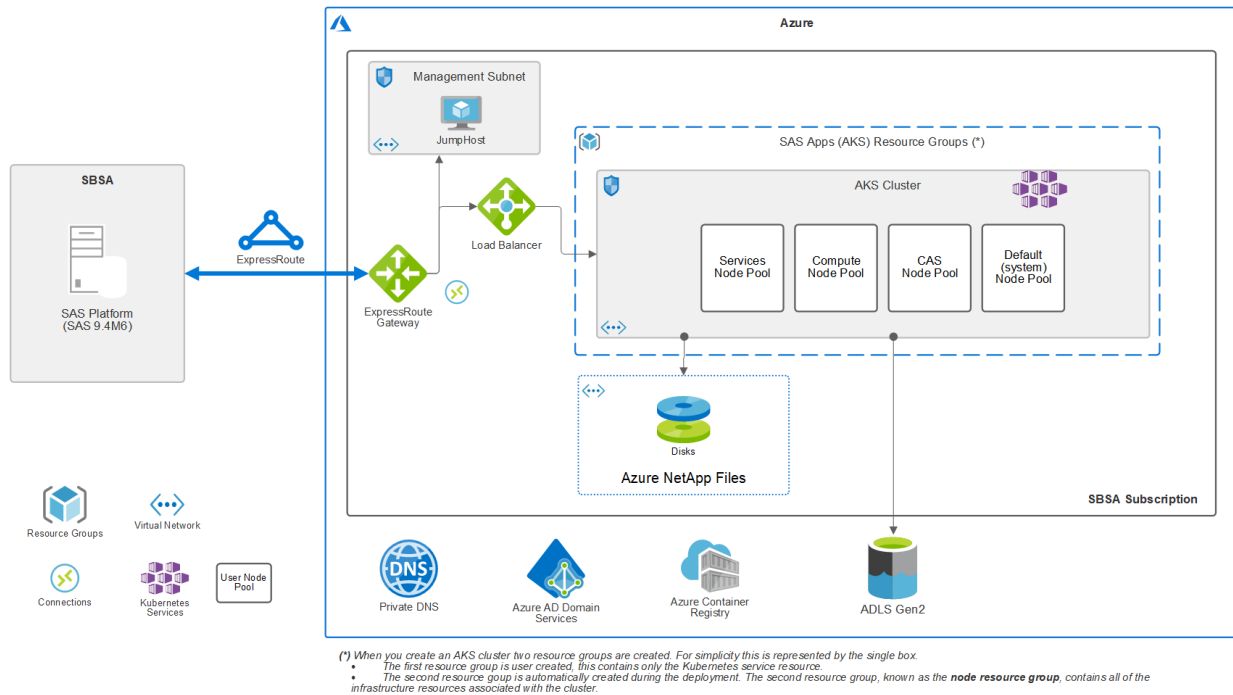 Azure
Management Subnet
JumpHost
SAS Apps (AKS) Resource Groups (*)
AKS Cluster
Services
Node Pool
Compute
Node Pool
CAS
Node Pool
Default
(system)
Node Pool
SBSA
SAS Platform
(SAS 9.4M6)
ExpressRoute
ExpressRoute
Gateway
Load Balancer
Disks
Azure NetApp Files
SBSA Subscription
Resource Groups
Virtual Network
Connections
Kubernetes
Services
User Node
Pool
DNS
Private DNS
Azure AD Domain
Services
Azure Container
Registry
ADLS Gen2
(*) When you create an AKS cluster two resource groups are created. For simplicity this is represented by the single box.
• The first resource group is user created, this contains only the Kubernetes service resource.
• The second resource goup is automatically created during the deployment. The second resource group, known as the node resource group, contains all of the
infrastructure resources associated with the cluster.